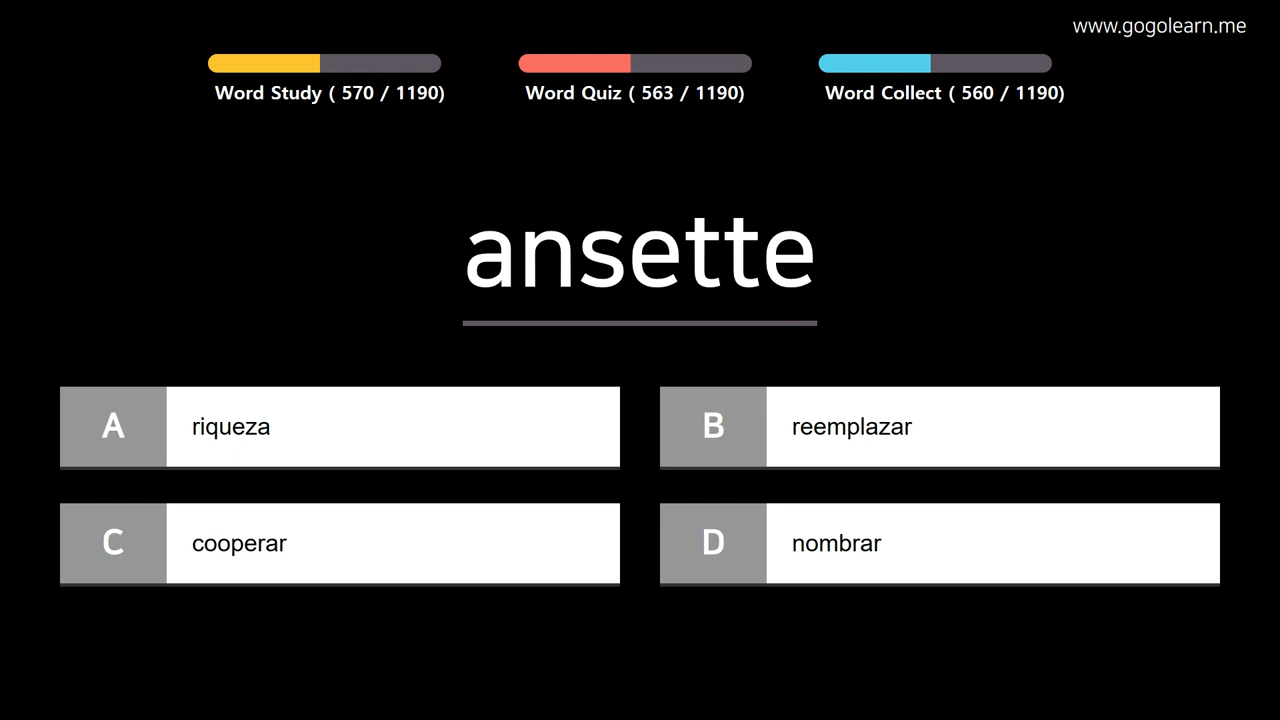 www.gogolearn.me
Word Study ( 570 / 1190)
Word Quiz ( 563 / 1190)
Word Collect ( 560 / 1190)
ansette
A riqueza
B reemplazar
C cooperar
D nombrar